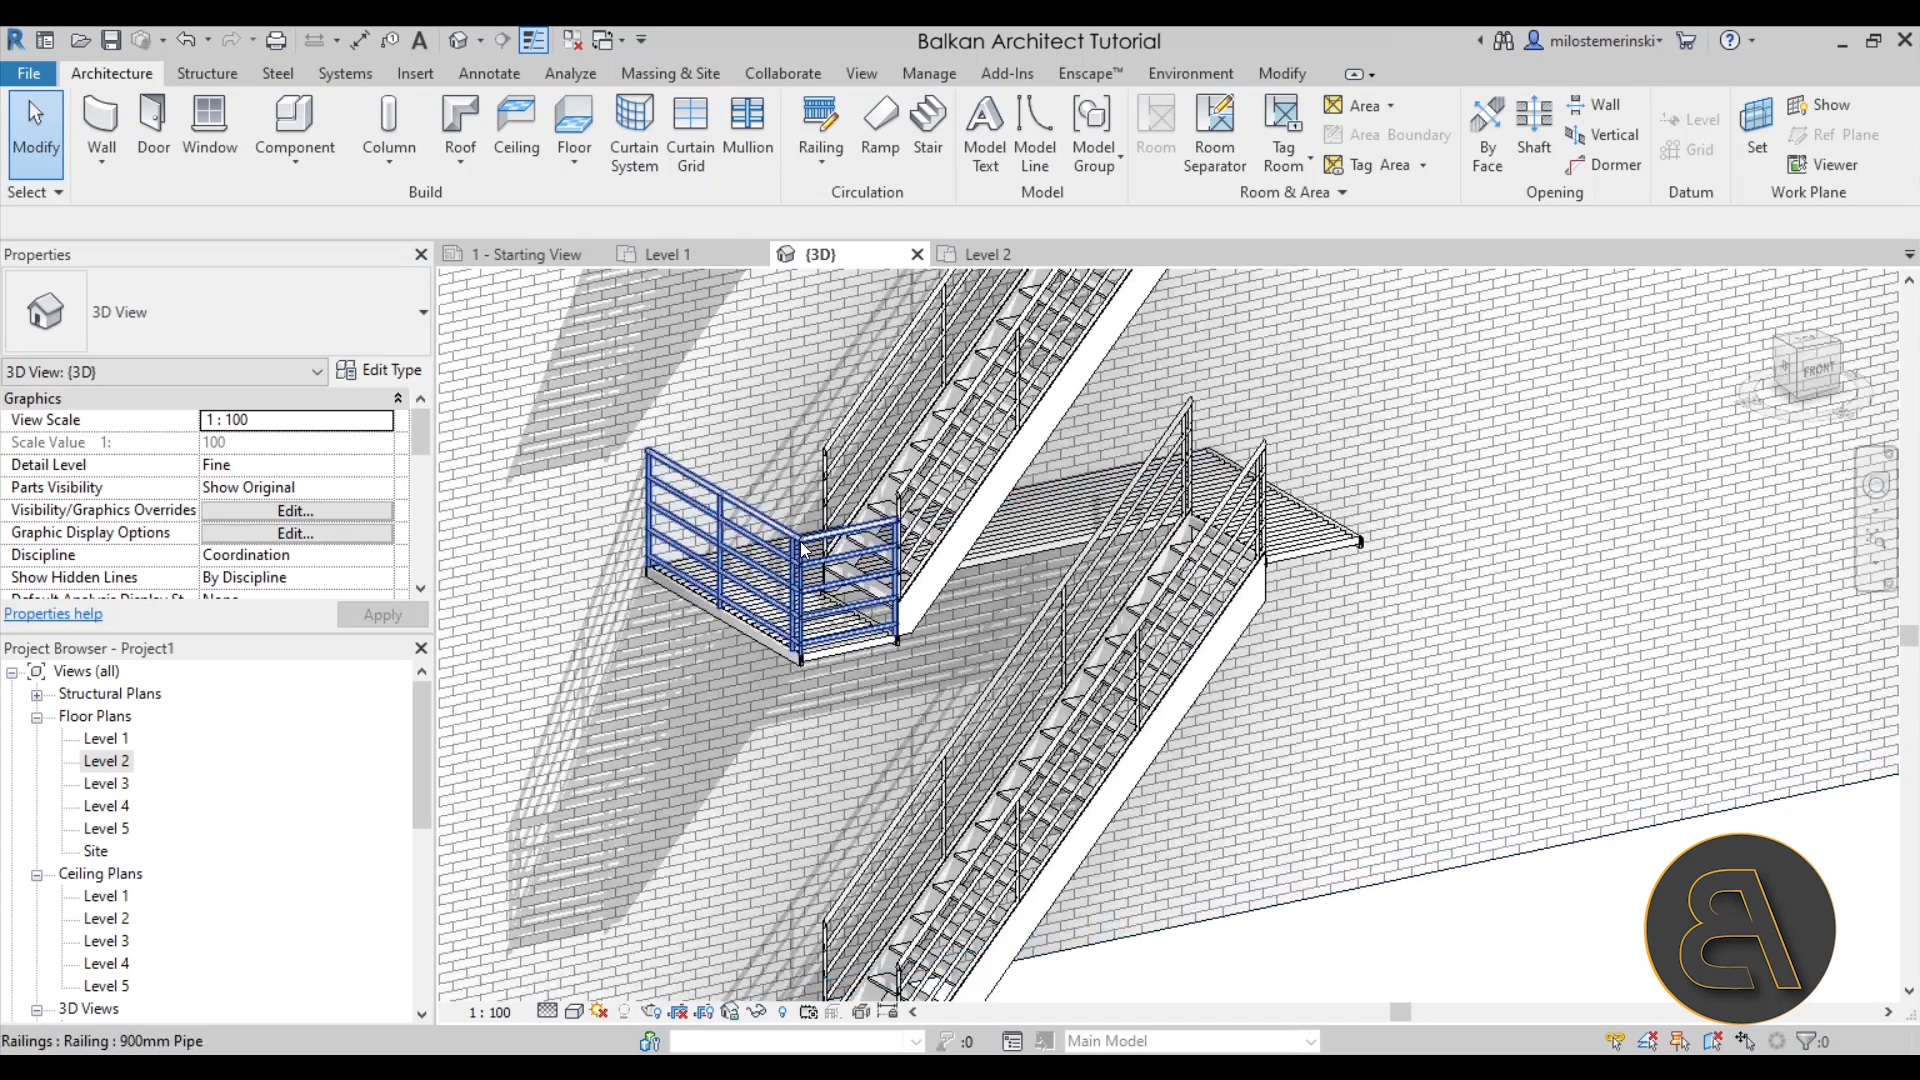 Balkan Architect Tutorial
milostemerinski
File Architecture Structure Steel Systems Insert Annotate Analyze Massing & Site Collaborate View Manage Add-Ins Enscape™ Environment Modify
Modify Wall Door Window Component Column Roof Ceiling Floor Curtain System Curtain Grid Mullion Railing Ramp Stair Model Text Model Line Model Group Room Room Separator Tag Room
Area
Area Boundary
Tag Area
By Face Shaft
Wall
Vertical
Dormer
Level
Grid
Set
Show
Ref Plane
Viewer
Select Build Circulation Model Room & Area Opening Datum Work Plane
Properties
1 - Starting View Level 1 {3D} Level 2
3D View
3D View: {3D} Edit Type
Graphics
View Scale 1 : 100
Scale Value 1: 100
Detail Level Fine
Parts Visibility Show Original
Visibility/Graphics Overrides Edit...
Graphic Display Options Edit...
Discipline Coordination
Show Hidden Lines By Discipline
Properties help Apply
FRONT
Project Browser - Project1
Views (all)
Structural Plans
Floor Plans
Level 1
Level 2
Level 3
Level 4
Level 5
Site
Ceiling Plans
Level 1
Level 2
Level 3
Level 4
Level 5
3D Views
1 : 100
Railings : Railing : 900mm Pipe :0 Main Model :0